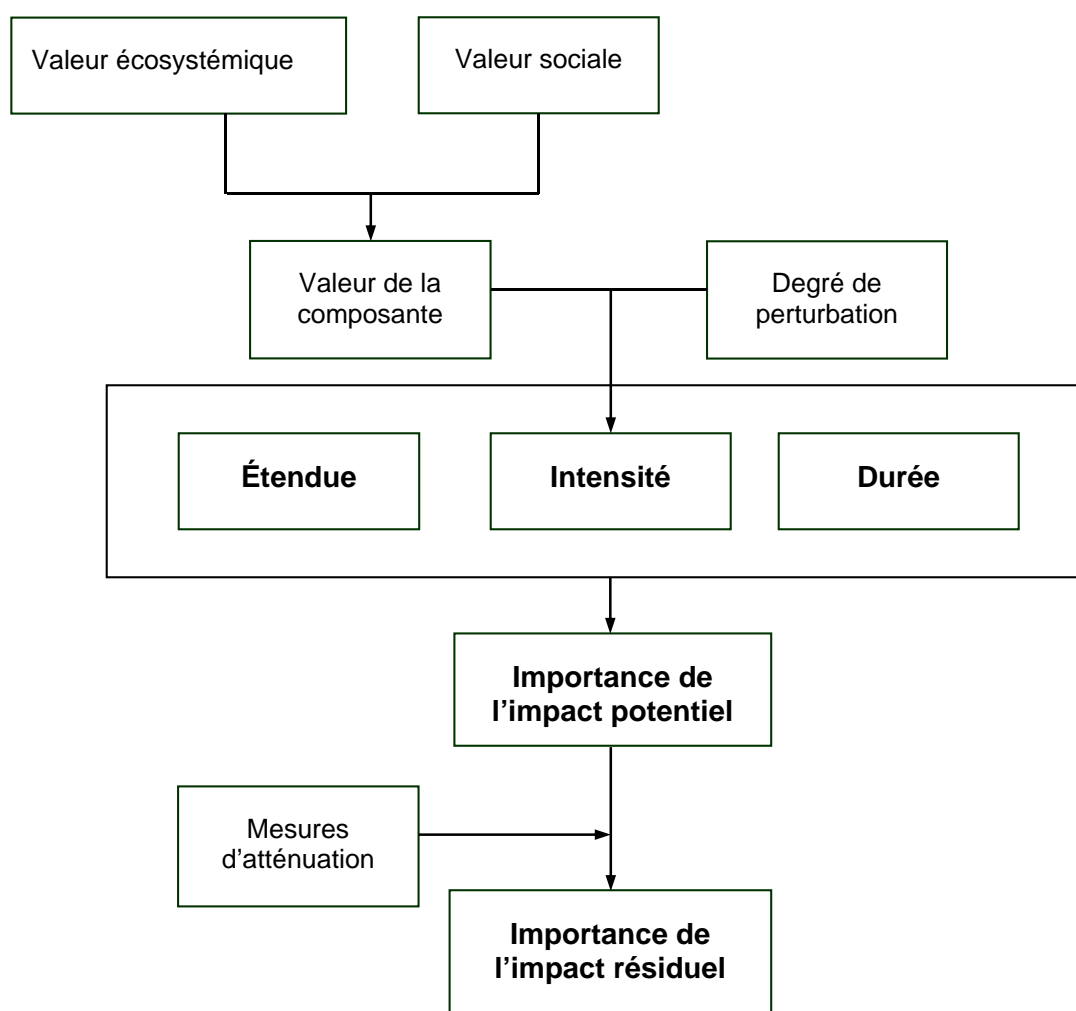 Valeur écosystémique
Valeur sociale
Valeur de la
composante
Degré de
perturbation
Étendue
Intensité
Durée
Importance de
l’impact potentiel
Mesures
d’atténuation
Importance de
l’impact résiduel